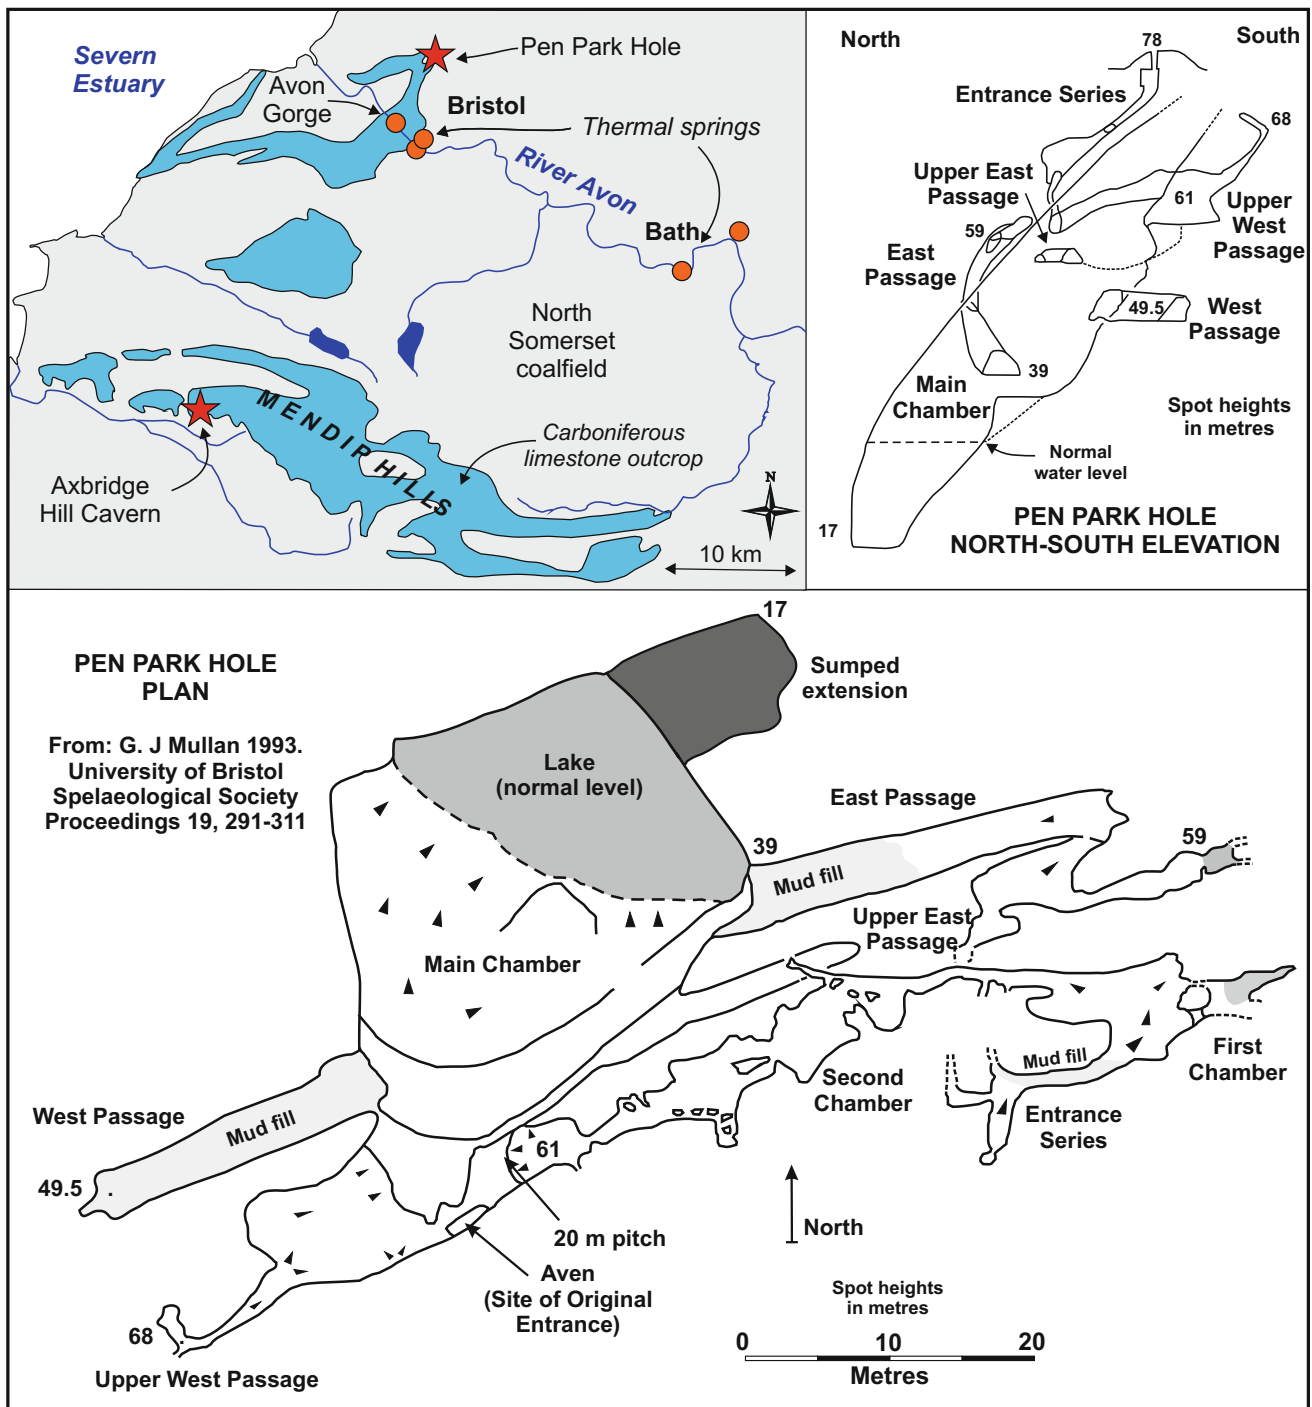 Severn
Estuary
Pen Park Hole
Avon
Gorge
Bristol
Thermal springs
River Avon
Bath
North
Somerset
coalfield
MENDIP HILLS
Carboniferous
limestone outcrop
Axbridge
Hill Cavern
N
10 km
North
South
78
Entrance Series
68
Upper East
Passage
61
Upper
West
Passage
59
East
Passage
49.5
West
Passage
39
Main
Chamber
Spot heights
in metres
Normal
water level
17
PEN PARK HOLE
NORTH-SOUTH ELEVATION
PEN PARK HOLE
PLAN
From: G. J Mullan 1993.
University of Bristol
Spelaeological Society
Proceedings 19, 291-311
17
Sumped
extension
Lake
(normal level)
East Passage
39
59
Mud fill
Upper East
Passage
Main Chamber
First
Chamber
Mud fill
Second
Chamber
Entrance
Series
West Passage
Mud fill
61
49.5
20 m pitch
North
Aven
(Site of Original
Entrance)
Spot heights
in metres
68
Upper West Passage
0 10 20
Metres